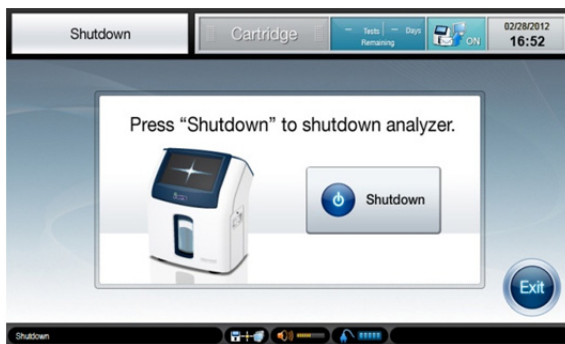 Shutdown
Cartridge
– Tests – Days
Remaining
ON
02/28/2012
16:52
Press “Shutdown” to shutdown analyzer.
Shutdown
Exit
Shutdown